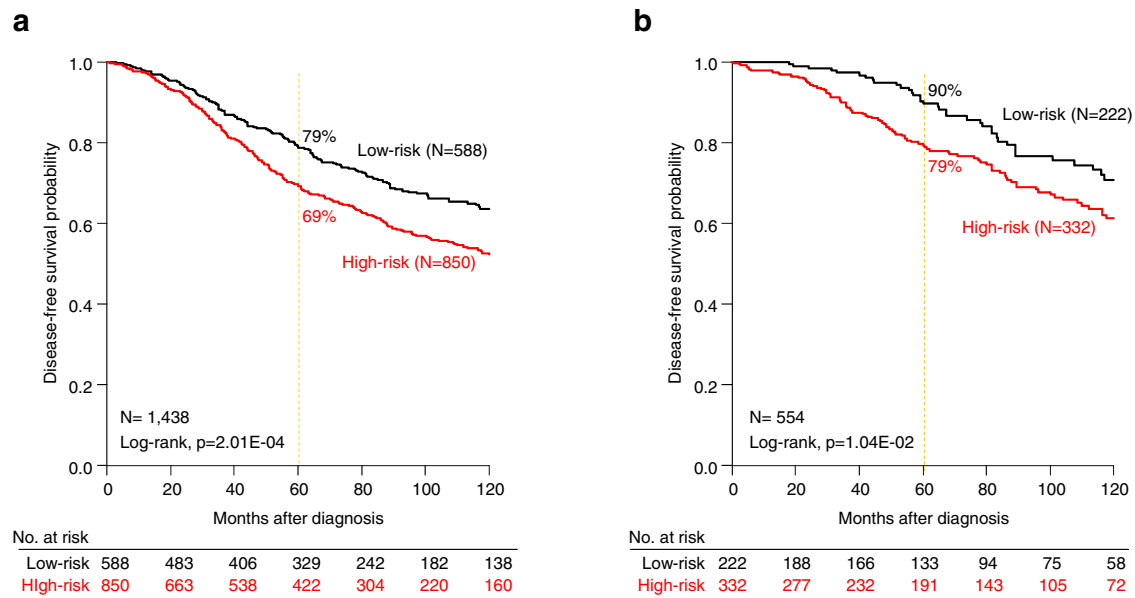 a
Disease-free survival probability
1.0
0.8
0.6
0.4
0.2
0.0
79%
Low-risk (N=588)
69%
High-risk (N=850)
N= 1,438
Log-rank, p=2.01E-04
0 20 40 60 80 100 120
Months after diagnosis
No. at risk
Low-risk 588 483 406 329 242 182 138
HIgh-risk 850 663 538 422 304 220 160
b
Disease-free survival probability
1.0
0.8
0.6
0.4
0.2
0.0
90%
Low-risk (N=222)
79%
High-risk (N=332)
N= 554
Log-rank, p=1.04E-02
0 20 40 60 80 100 120
Months after diagnosis
No. at risk
Low-risk 222 188 166 133 94 75 58
High-risk 332 277 232 191 143 105 72